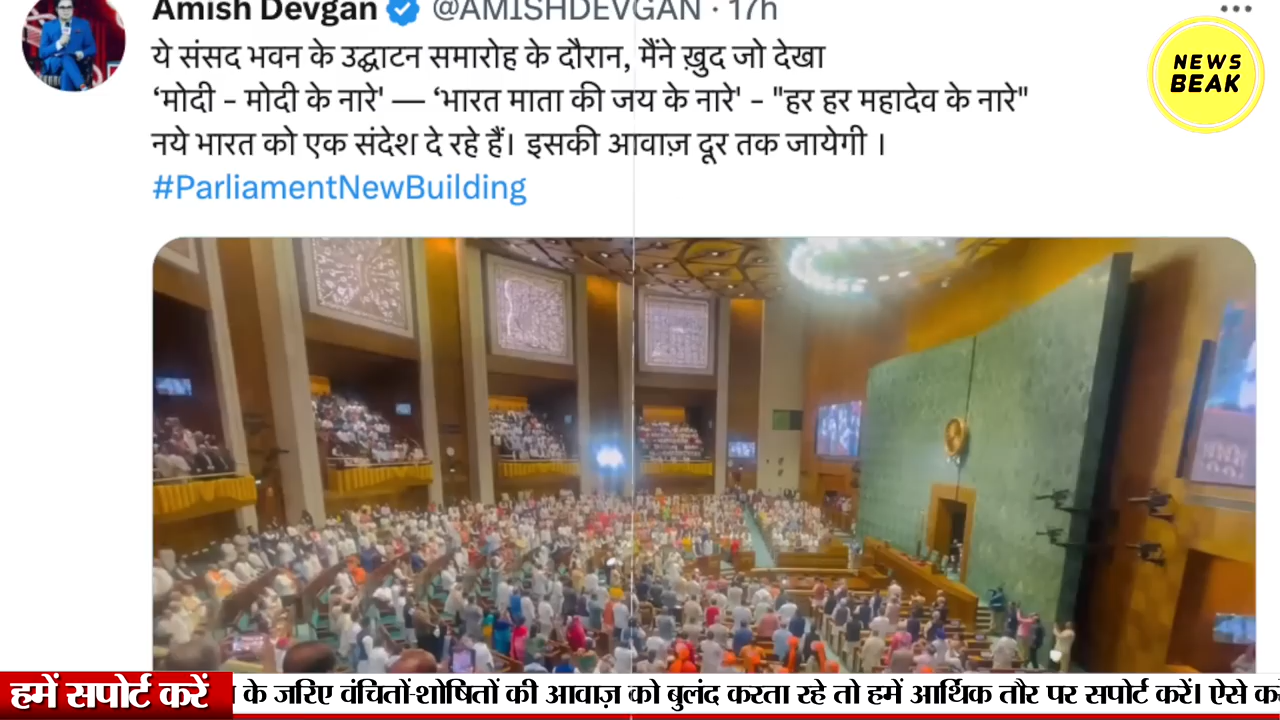 Amish Devgan @AMISHDEVGAN · 17h
ये संसद भवन के उद्घाटन समारोह के दौरान, मैंने ख़ुद जो देखा
‘मोदी - मोदी के नारे' — ‘भारत माता की जय के नारे' - "हर हर महादेव के नारे"
नये भारत को एक संदेश दे रहे हैं। इसकी आवाज़ दूर तक जायेगी ।
#ParliamentNewBuilding
NEWS
BEAK
हमें सपोर्ट करें के जरिए वंचितों-शोषितों की आवाज़ को बुलंद करता रहे तो हमें आर्थिक तौर पर सपोर्ट करें। ऐसे